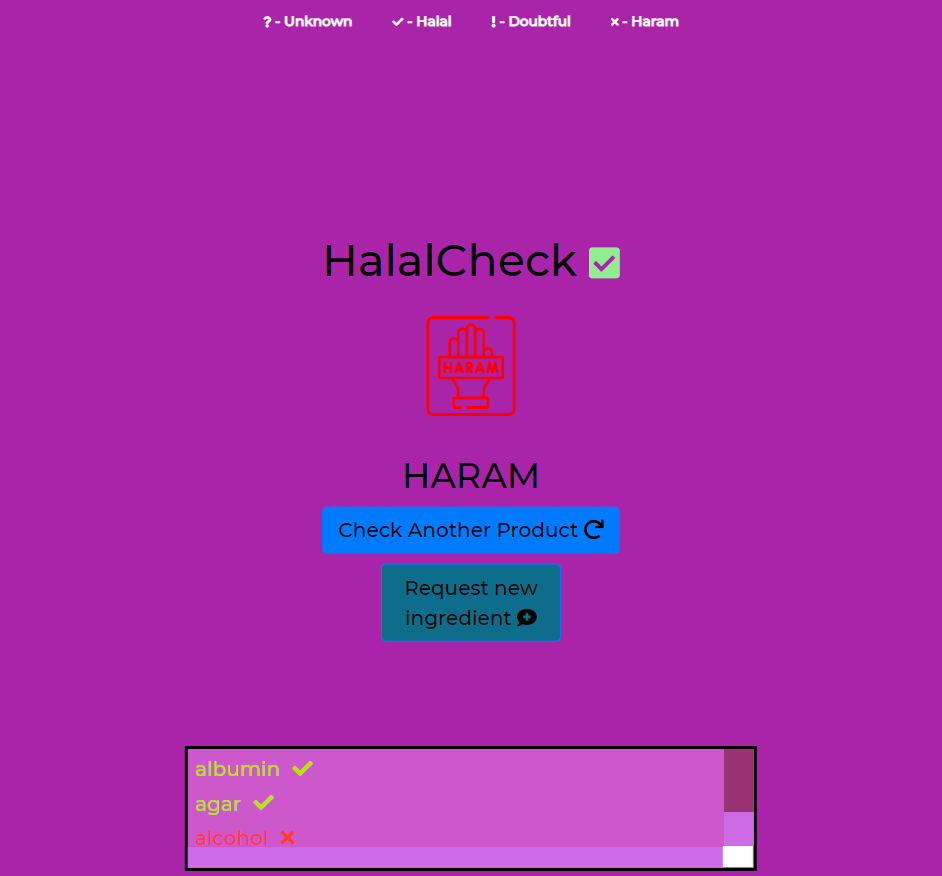 ? - Unknown ✓ - Halal ! - Doubtful × - Haram
HalalCheck
HARAM
HARAM
Check Another Product
Request new
ingredient
albumin
agar
alcohol